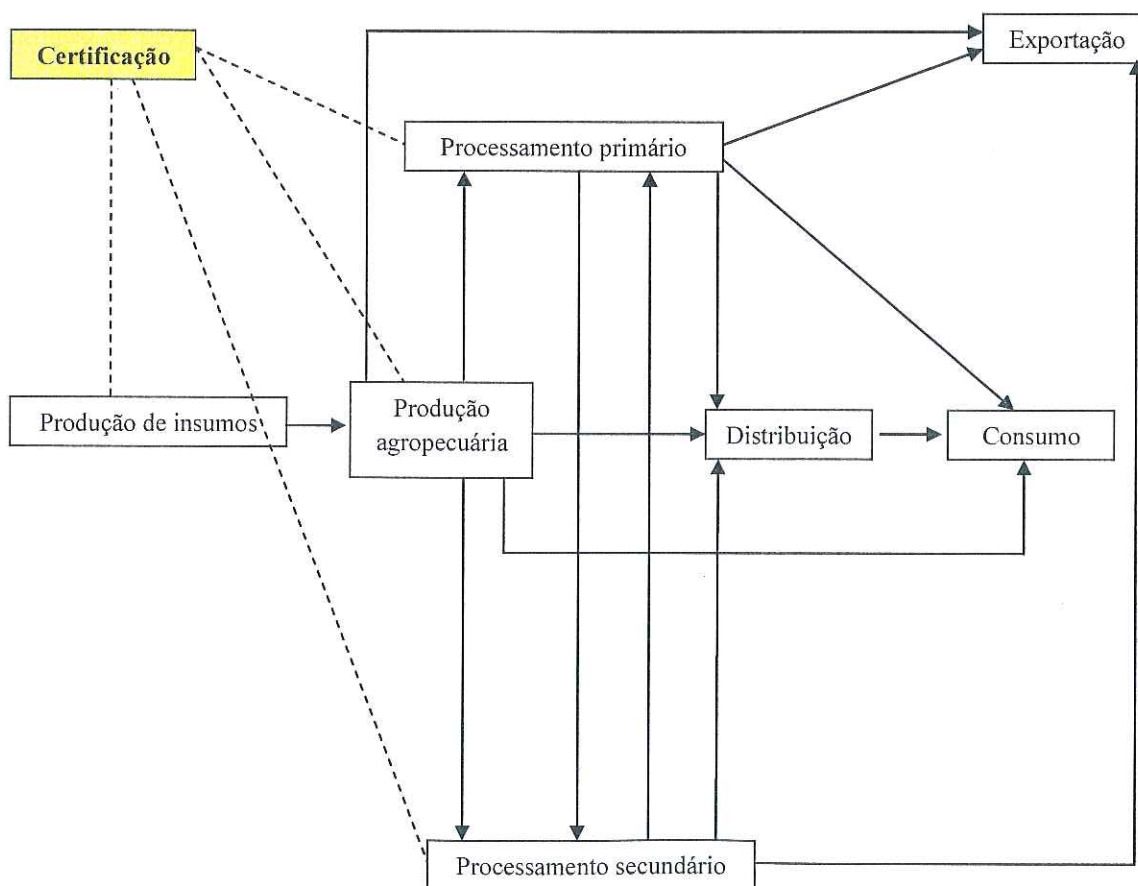 Exportação
Certificação
Processamento primário
Produção de insumos
Produção
agropecuária
Distribuição
Consumo
Processamento secundário